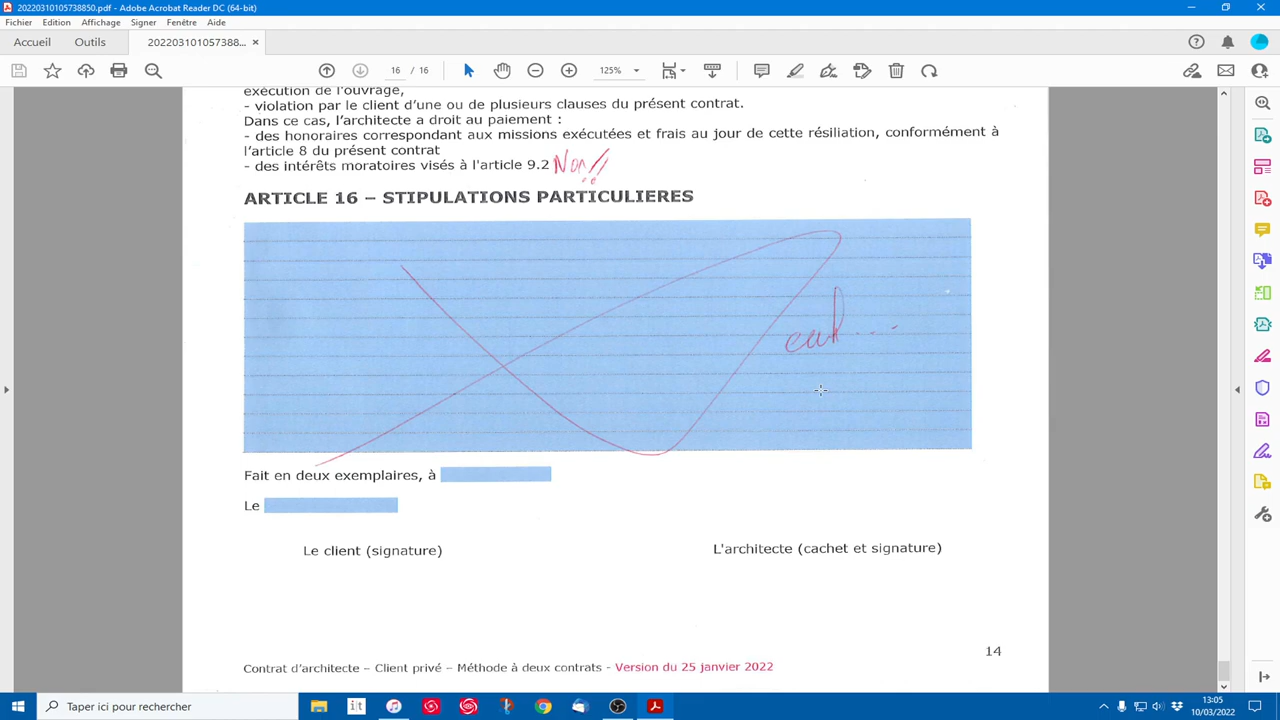 20220310105738850.pdf - Adobe Acrobat Reader DC (64-bit)
Fichier Edition Affichage Signer Fenêtre Aide
Accueil Outils 202203101057388... ×
16 / 16 125%
exécution de l'ouvrage,
- violation par le client d'une ou de plusieurs clauses du présent contrat.
Dans ce cas, l'architecte a droit au paiement :
- des honoraires correspondant aux missions exécutées et frais au jour de cette résiliation, conformément à
l'article 8 du présent contrat
- des intérêts moratoires visés à l'article 9.2 Non!!
ARTICLE 16 – STIPULATIONS PARTICULIERES
Fait en deux exemplaires, à
Le
Le client (signature) L'architecte (cachet et signature)
14
Contrat d'architecte – Client privé – Méthode à deux contrats - Version du 25 janvier 2022
Taper ici pour rechercher
13:05
10/03/2022